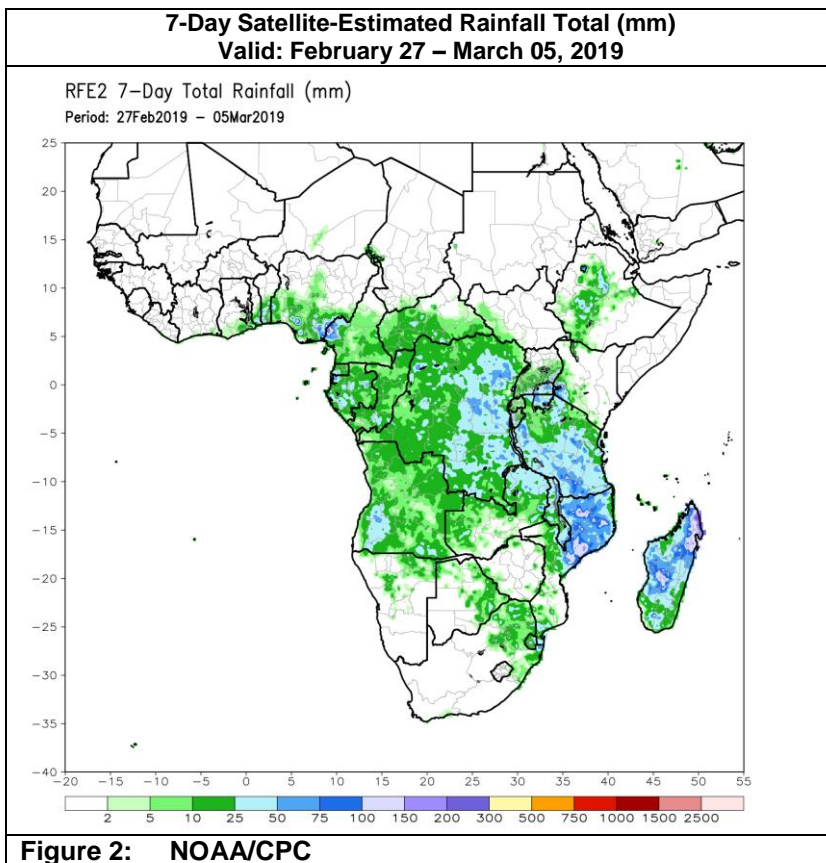 7-Day Satellite-Estimated Rainfall Total (mm)
Valid: February 27 – March 05, 2019
RFE2 7-Day Total Rainfall (mm)
Period: 27Feb2019 – 05Mar2019
25
20
15
10
5
0
−5
−10
−15
−20
−25
−30
−35
−40
−20 −15 −10 −5 0 5 10 15 20 25 30 35 40 45 50 55
2 5 10 25 50 75 100 150 200 300 500 750 1000 1500 2500
Figure 2: NOAA/CPC